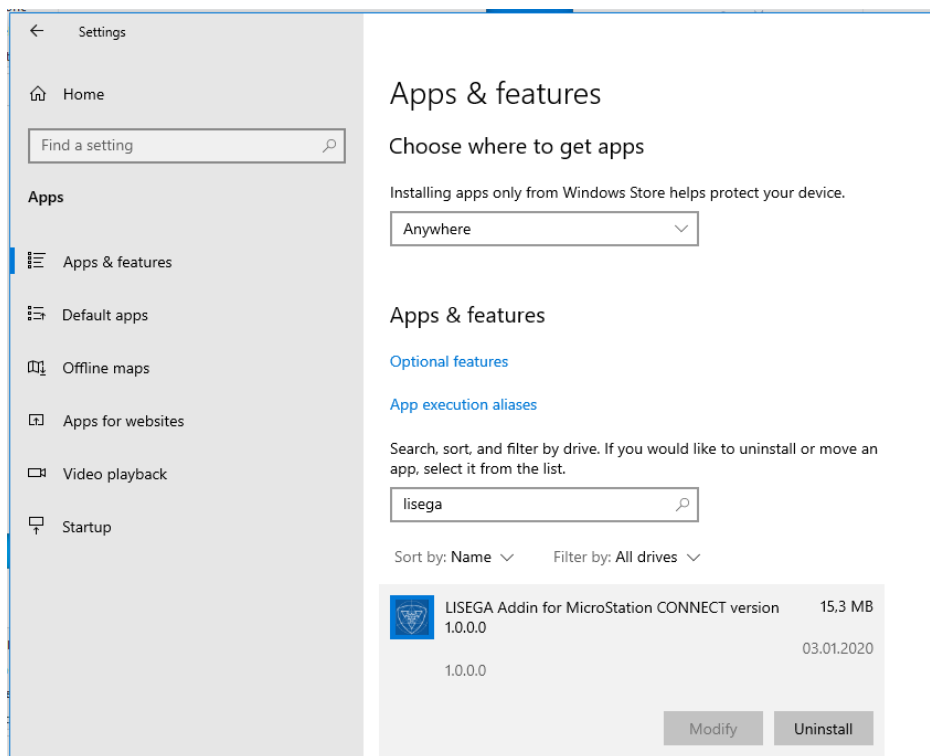 Settings
Home
Find a setting
Apps
Apps & features
Default apps
Offline maps
Apps for websites
Video playback
Startup
Apps & features
Choose where to get apps
Installing apps only from Windows Store helps protect your device.
Anywhere
Apps & features
Optional features
App execution aliases
Search, sort, and filter by drive. If you would like to uninstall or move an
app, select it from the list.
lisega
Sort by: Name Filter by: All drives
LISEGA Addin for MicroStation CONNECT version 15,3 MB
1.0.0.0
03.01.2020
1.0.0.0
Modify Uninstall